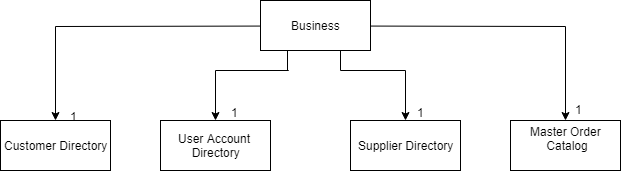 Business
1
1
1
1
Customer Directory
User Account
Directory
Supplier Directory
Master Order
Catalog